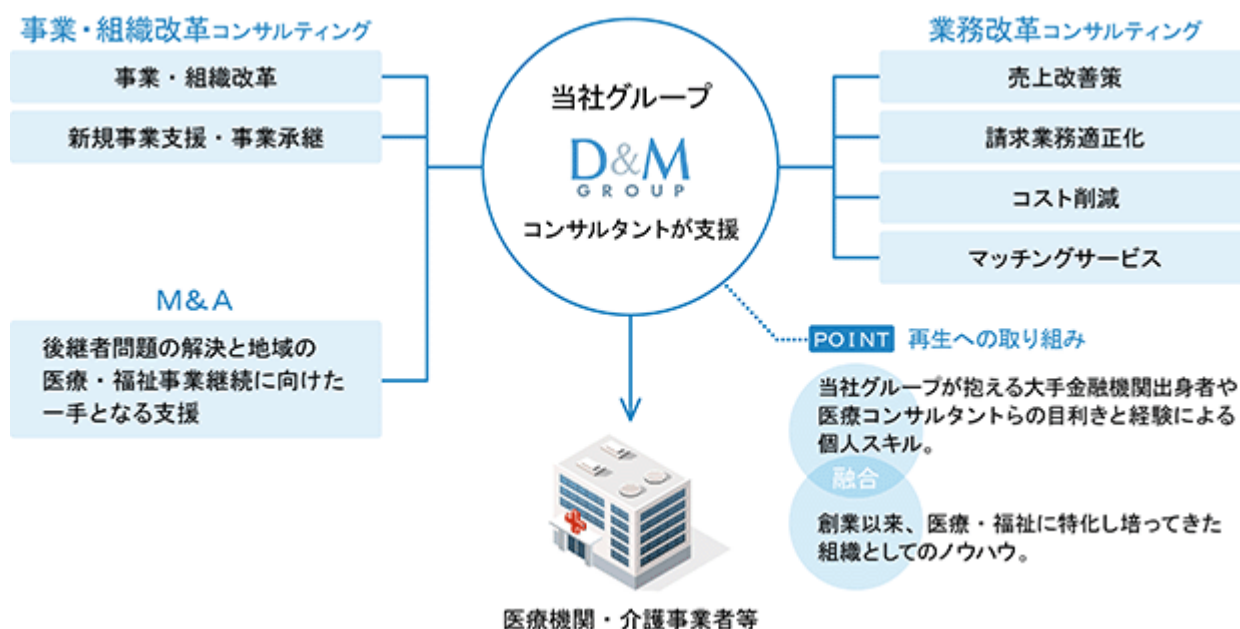 事業・組織改革コンサルティング
事業・組織改革
新規事業支援・事業承継
M&A
後継者問題の解決と地域の
医療・福祉事業継続に向けた
一手となる支援
当社グループ
D&M
GROUP
コンサルタントが支援
医療機関・介護事業者等
業務改革コンサルティング
売上改善策
請求業務適正化
コスト削減
マッチングサービス
POINT 再生への取り組み
当社グループが抱える大手金融機関出身者や
医療コンサルタントらの目利きと経験による
個人スキル。
融合
創業以来、医療・福祉に特化し培ってきた
組織としてのノウハウ。